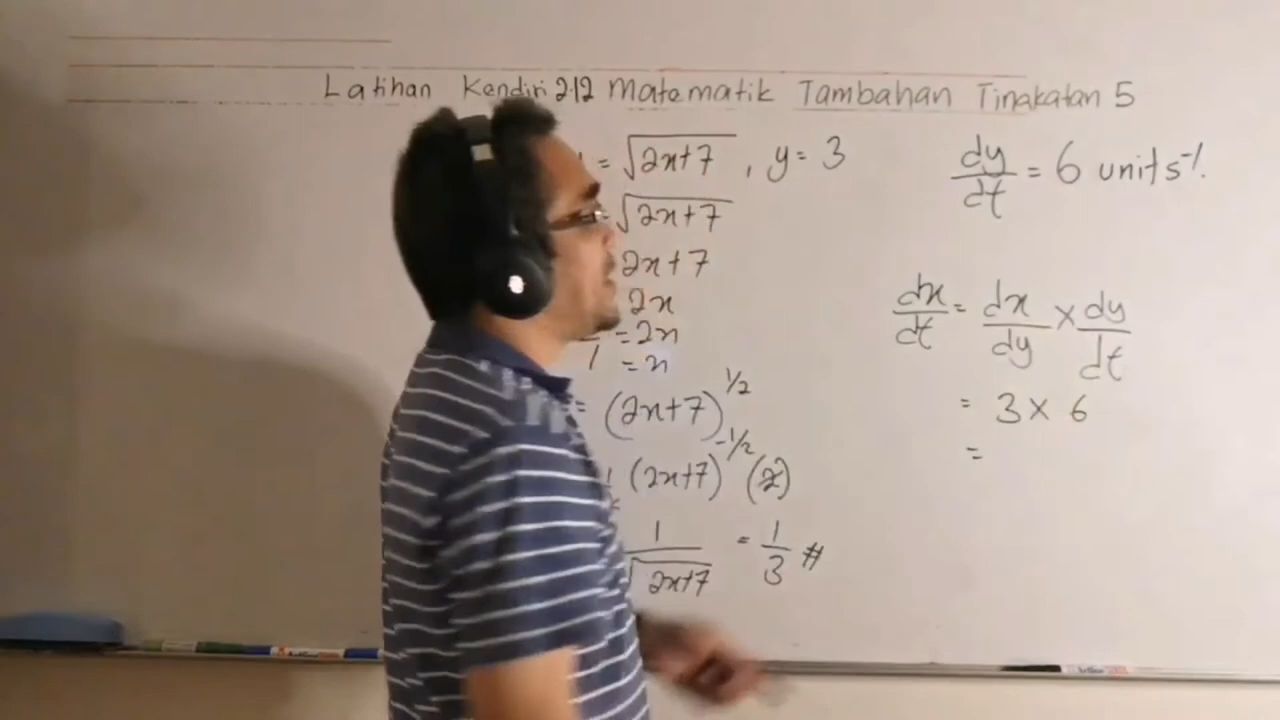 Latihan Kendiri 2.12 Matematik Tambahan Tingkatan 5
= √(2x+7) , y = 3
= √(2x+7)
2x+7
2x
= 2x
1 = x
= (2x+7)^1/2
(2x+7)^-1/2 (2)
1/√(2x+7) = 1/3 #
dy/dt = 6 units⁻¹.
dx/dt = dx/dy × dy/dt
= 3 × 6
=